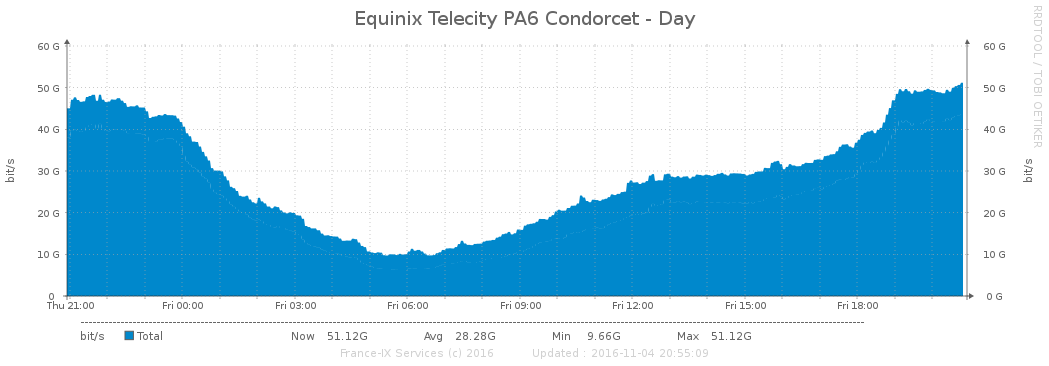 Equinix Telecity PA6 Condorcet - Day
RRDTOOL / TOBI OETIKER
bit/s
60 G 60 G
50 G 50 G
40 G 40 G
30 G 30 G
20 G 20 G
10 G 10 G
0 0 G
bit/s
Thu 21:00 Fri 00:00 Fri 03:00 Fri 06:00 Fri 09:00 Fri 12:00 Fri 15:00 Fri 18:00
bit/s Total Now 51.12G Avg 28.28G Min 9.66G Max 51.12G
France-IX Services (c) 2016 Updated : 2016-11-04 20:55:09